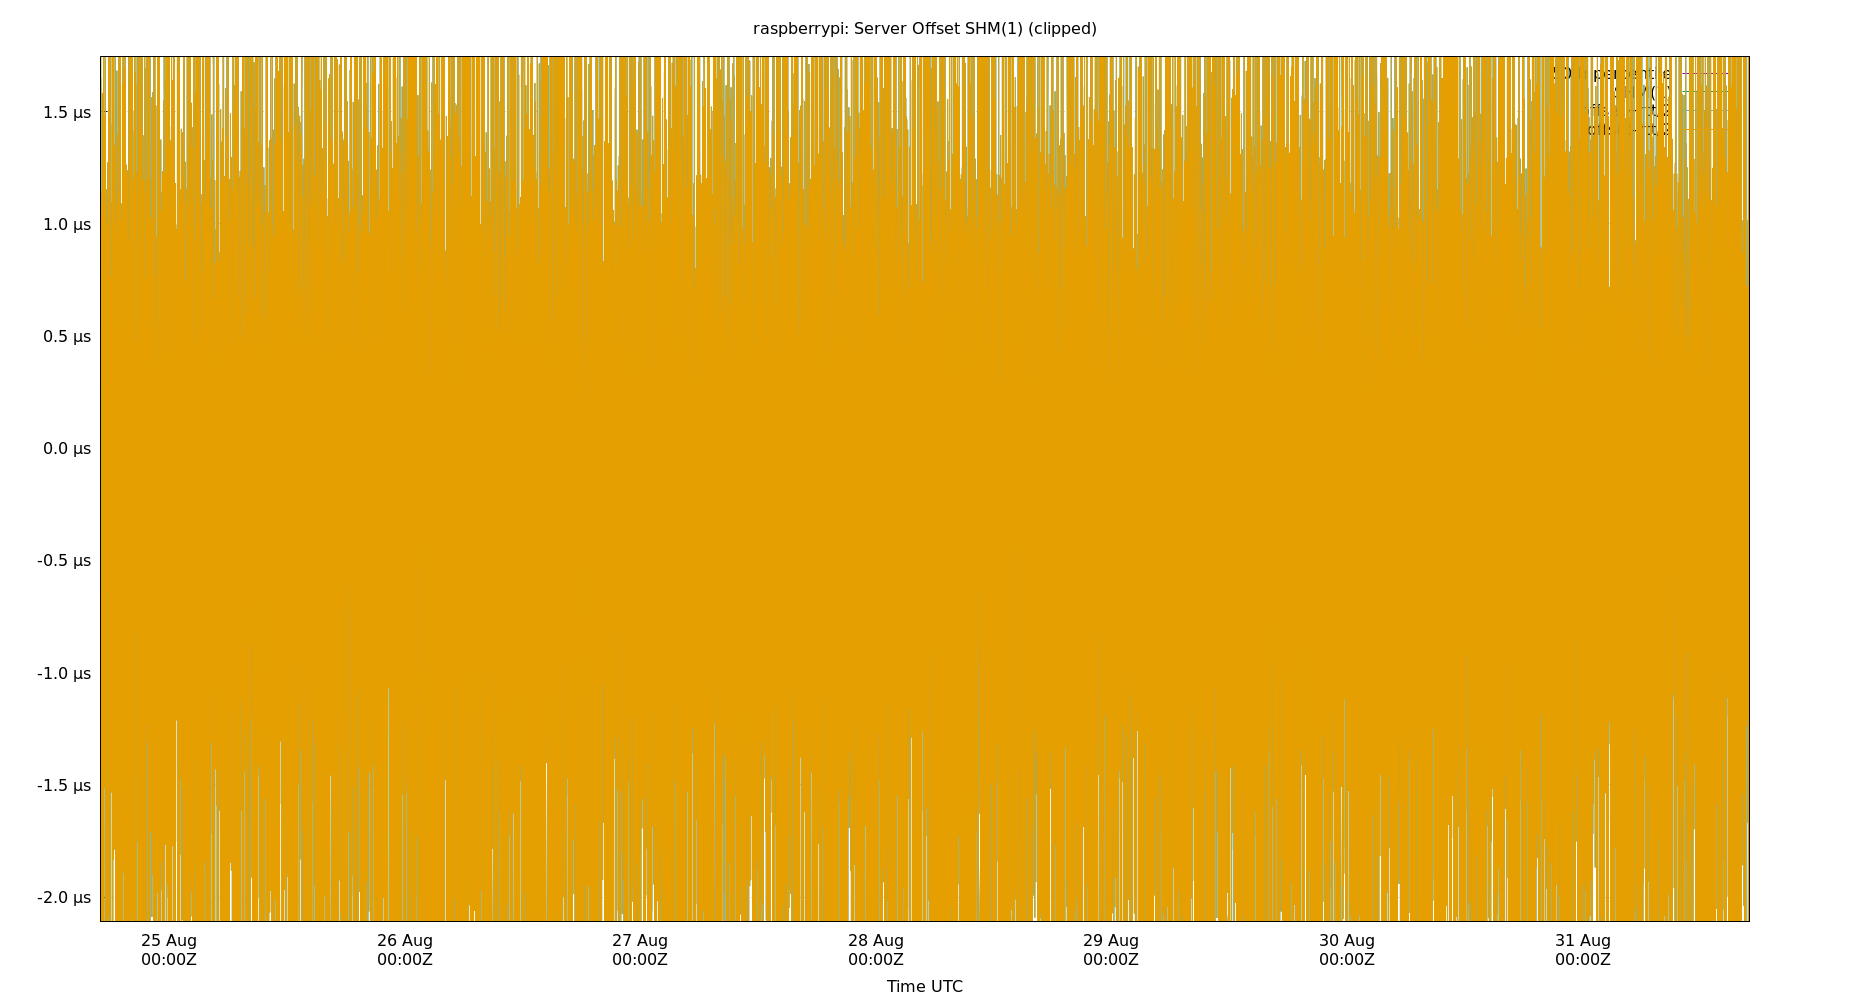 raspberrypi: Server Offset SHM(1) (clipped)
1.5 µs
1.0 µs
0.5 µs
0.0 µs
-0.5 µs
-1.0 µs
-1.5 µs
-2.0 µs
25 Aug 26 Aug 27 Aug 28 Aug 29 Aug 30 Aug 31 Aug
00:00Z 00:00Z 00:00Z 00:00Z 00:00Z 00:00Z 00:00Z
Time UTC